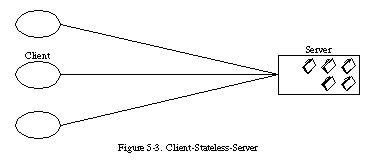 Server
Client
Figure 5-3. Client-Stateless-Server